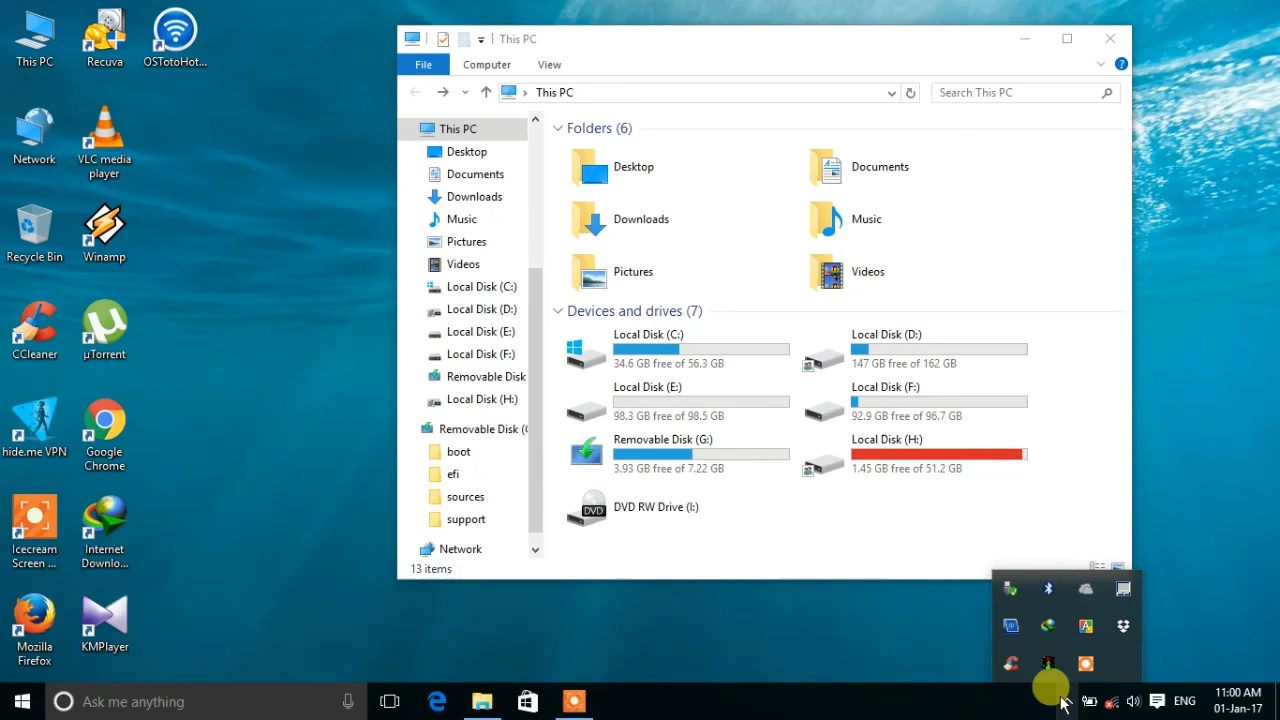 This PC
Recuva
OSTotoHot...
Network
VLC media
player
Recycle Bin
Winamp
CCleaner
µTorrent
hide.me VPN
Google
Chrome
Icecream
Screen ...
Internet
Downlo...
Mozilla
Firefox
KMPlayer
This PC
File
Computer
View
This PC
Search This PC
This PC
Desktop
Documents
Downloads
Music
Pictures
Videos
Local Disk (C:)
Local Disk (D:)
Local Disk (E:)
Local Disk (F:)
Removable Disk
Local Disk (H:)
Removable Disk (
boot
efi
sources
support
Network
Folders (6)
Desktop
Documents
Downloads
Music
Pictures
Videos
Devices and drives (7)
Local Disk (C:)
34.6 GB free of 56.3 GB
Local Disk (D:)
147 GB free of 162 GB
Local Disk (E:)
98.3 GB free of 98.5 GB
Local Disk (F:)
92.9 GB free of 96.7 GB
Removable Disk (G:)
3.93 GB free of 7.22 GB
Local Disk (H:)
1.45 GB free of 51.2 GB
DVD
DVD RW Drive (I:)
13 items
Ask me anything
ENG
11:00 AM
01-Jan-17